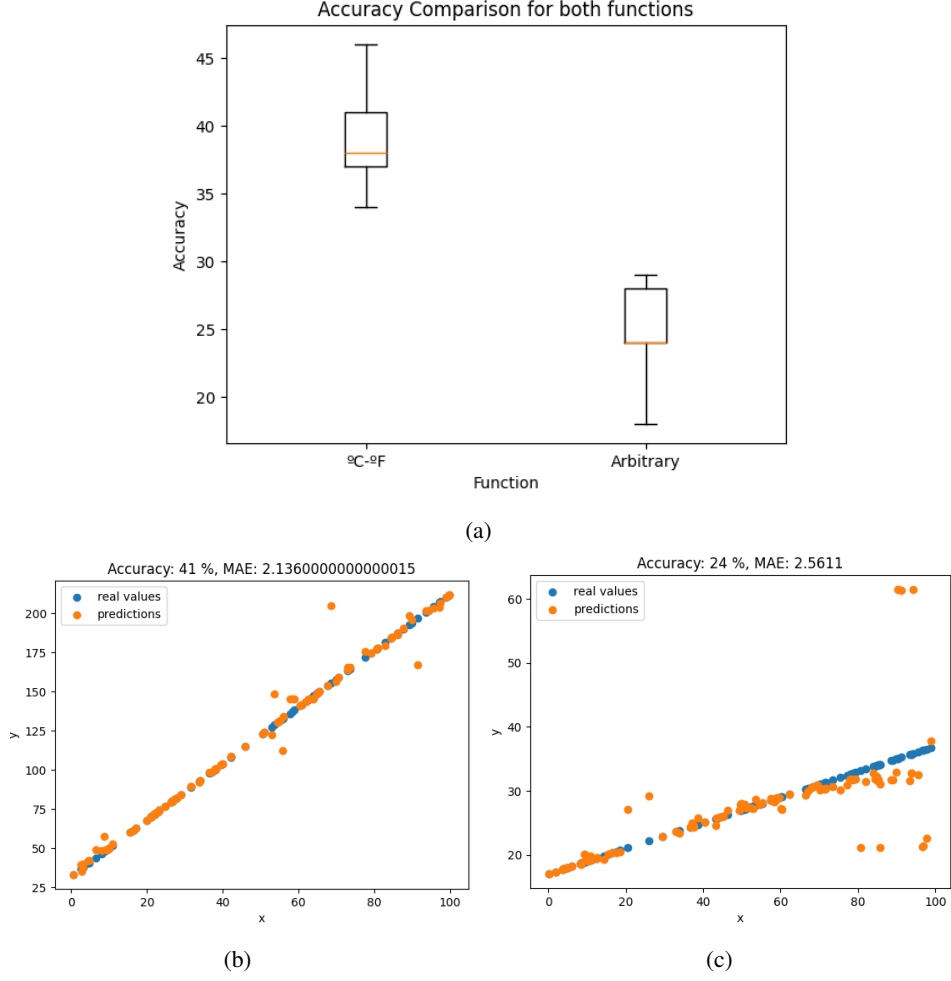 Accuracy Comparison for both functions
45
40
35
30
25
20
Accuracy
ºC-ºF
Arbitrary
Function
(a)
Accuracy: 41 %, MAE: 2.1360000000000015
real values
predictions
200
175
150
125
100
75
50
25
y
0
20
40
60
80
100
x
(b)
Accuracy: 24 %, MAE: 2.5611
real values
predictions
60
50
40
30
20
y
0
20
40
60
80
100
x
(c)